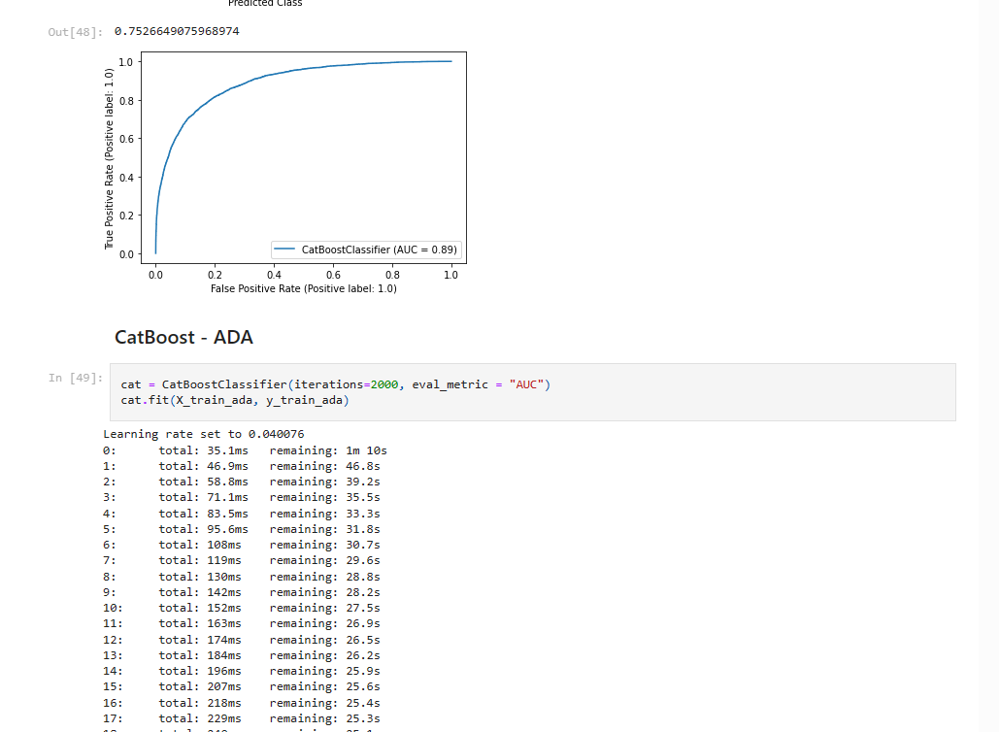 Predicted Class
Out[48]: 0.7526649075968974
1.0
0.8
0.6
0.4
0.2
0.0
True Positive Rate (Positive label: 1.0)
CatBoostClassifier (AUC = 0.89)
0.0 0.2 0.4 0.6 0.8 1.0
False Positive Rate (Positive label: 1.0)
CatBoost - ADA
In [49]: cat = CatBoostClassifier(iterations=2000, eval_metric = "AUC")
cat.fit(X_train_ada, y_train_ada)
Learning rate set to 0.040076
0: total: 35.1ms remaining: 1m 10s
1: total: 46.9ms remaining: 46.8s
2: total: 58.8ms remaining: 39.2s
3: total: 71.1ms remaining: 35.5s
4: total: 83.5ms remaining: 33.3s
5: total: 95.6ms remaining: 31.8s
6: total: 108ms remaining: 30.7s
7: total: 119ms remaining: 29.6s
8: total: 130ms remaining: 28.8s
9: total: 142ms remaining: 28.2s
10: total: 152ms remaining: 27.5s
11: total: 163ms remaining: 26.9s
12: total: 174ms remaining: 26.5s
13: total: 184ms remaining: 26.2s
14: total: 196ms remaining: 25.9s
15: total: 207ms remaining: 25.6s
16: total: 218ms remaining: 25.4s
17: total: 229ms remaining: 25.3s